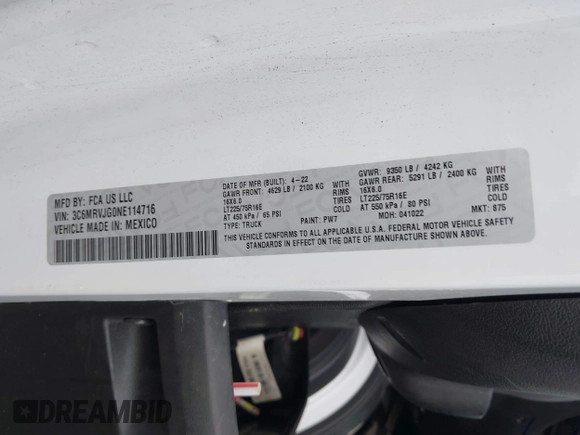 MFD BY: FCA US LLC
VIN: 3C6MRVJG0NE114716
VEHICLE MADE IN: MEXICO
DATE OF MFR (BUILT): 4-22
GAWR FRONT: 4629 LB / 2100 KG
16X6.0
LT225/75R16E
AT 450 kPa / 65 PSI
TYPE: TRUCK
WITH
TIRES
RIMS
COLD
PAINT: PW7
GVWR: 9350 LB / 4242 KG
GAWR REAR: 5291 LB / 2400 KG
16X6.0
LT225/75R16E
AT 550 kPa / 80 PSI
MDH: 041022
WITH
TIRES
RIMS
COLD
MKT: 875
THIS VEHICLE CONFORMS TO ALL APPLICABLE U.S.A. FEDERAL MOTOR VEHICLE SAFETY
STANDARDS IN EFFECT ON THE DATE OF MANUFACTURE SHOWN ABOVE
DREAMBID